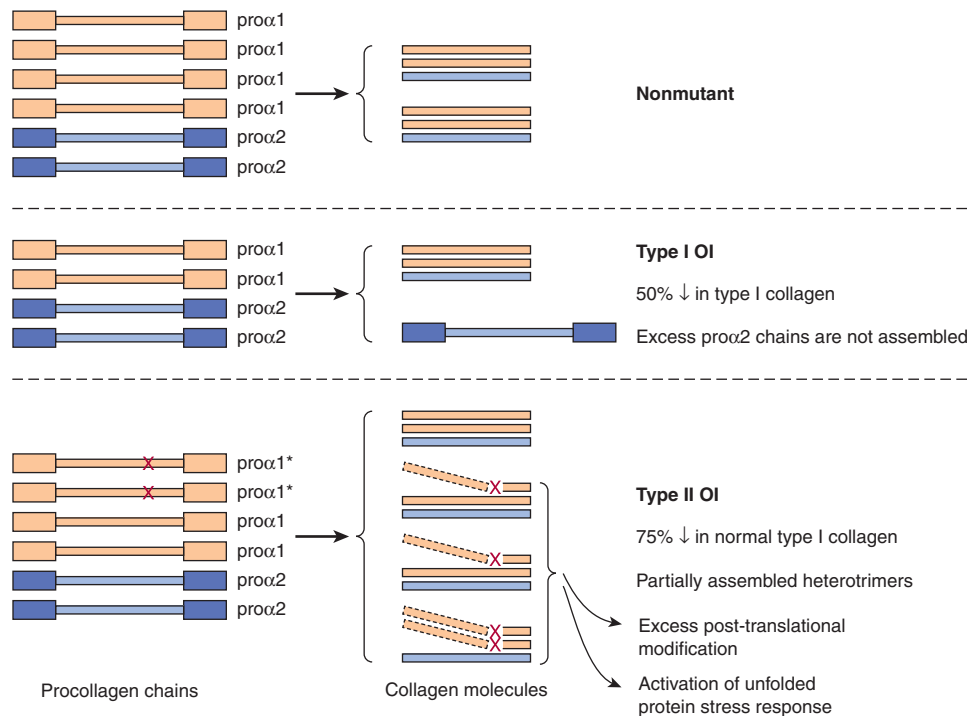 proα1
proα1
proα1
proα1
proα2
proα2
Nonmutant
proα1
proα1
proα2
proα2
Type I OI
50% ↓ in type I collagen
Excess proα2 chains are not assembled
proα1*
proα1*
proα1
proα1
proα2
proα2
X
X
X
X
X
X
Type II OI
75% ↓ in normal type I collagen
Partially assembled heterotrimers
Excess post-translational
modification
Activation of unfolded
protein stress response
Procollagen chains
Collagen molecules